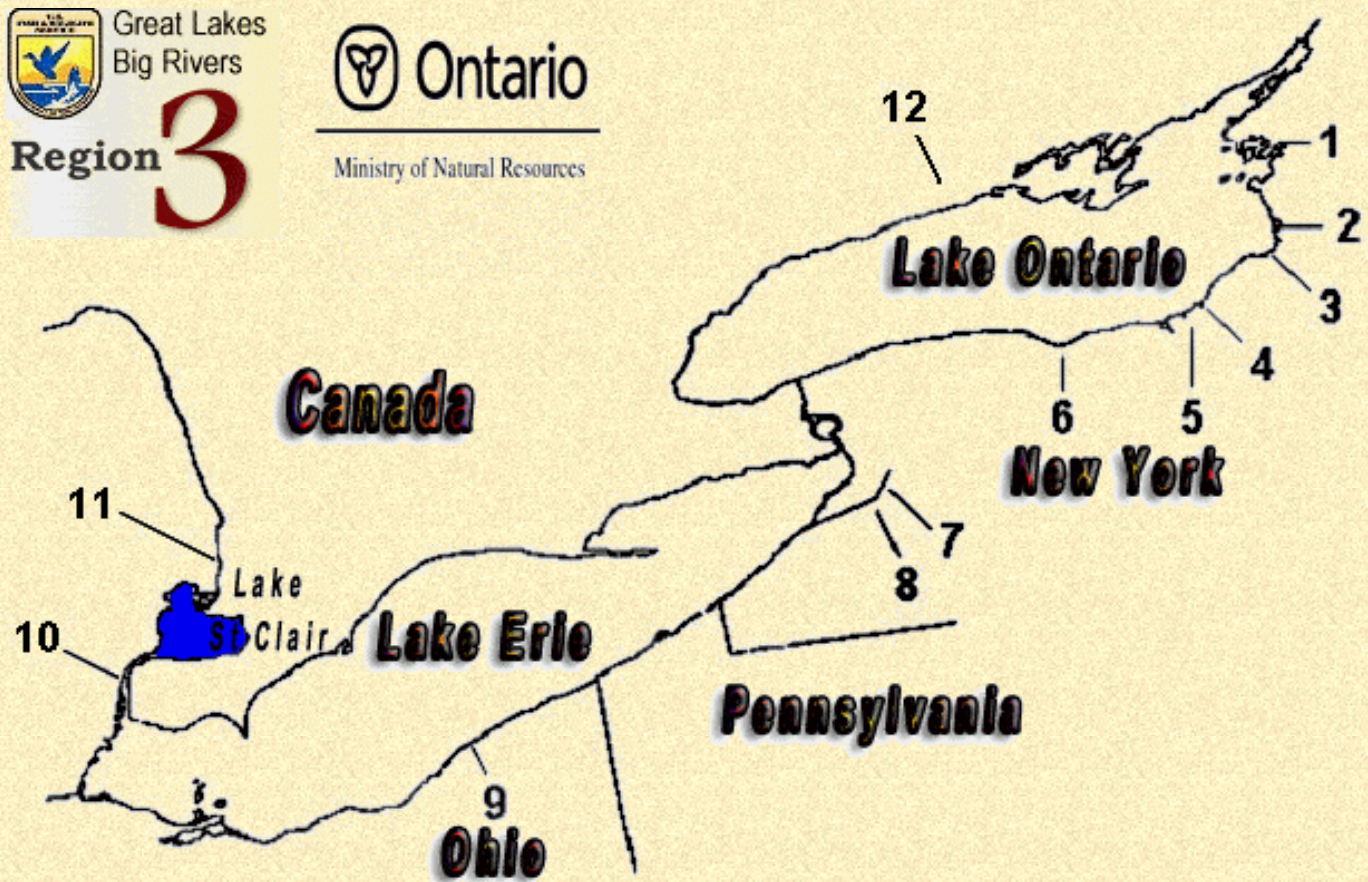 Great Lakes
Big Rivers
Region 3
Ontario
Ministry of Natural Resources
12
1
2
Lake Ontario
3
4
Canada
6
5
New York
11
7
8
Lake
St Clair
10
Lake Erie
Pennsylvania
9
Ohio